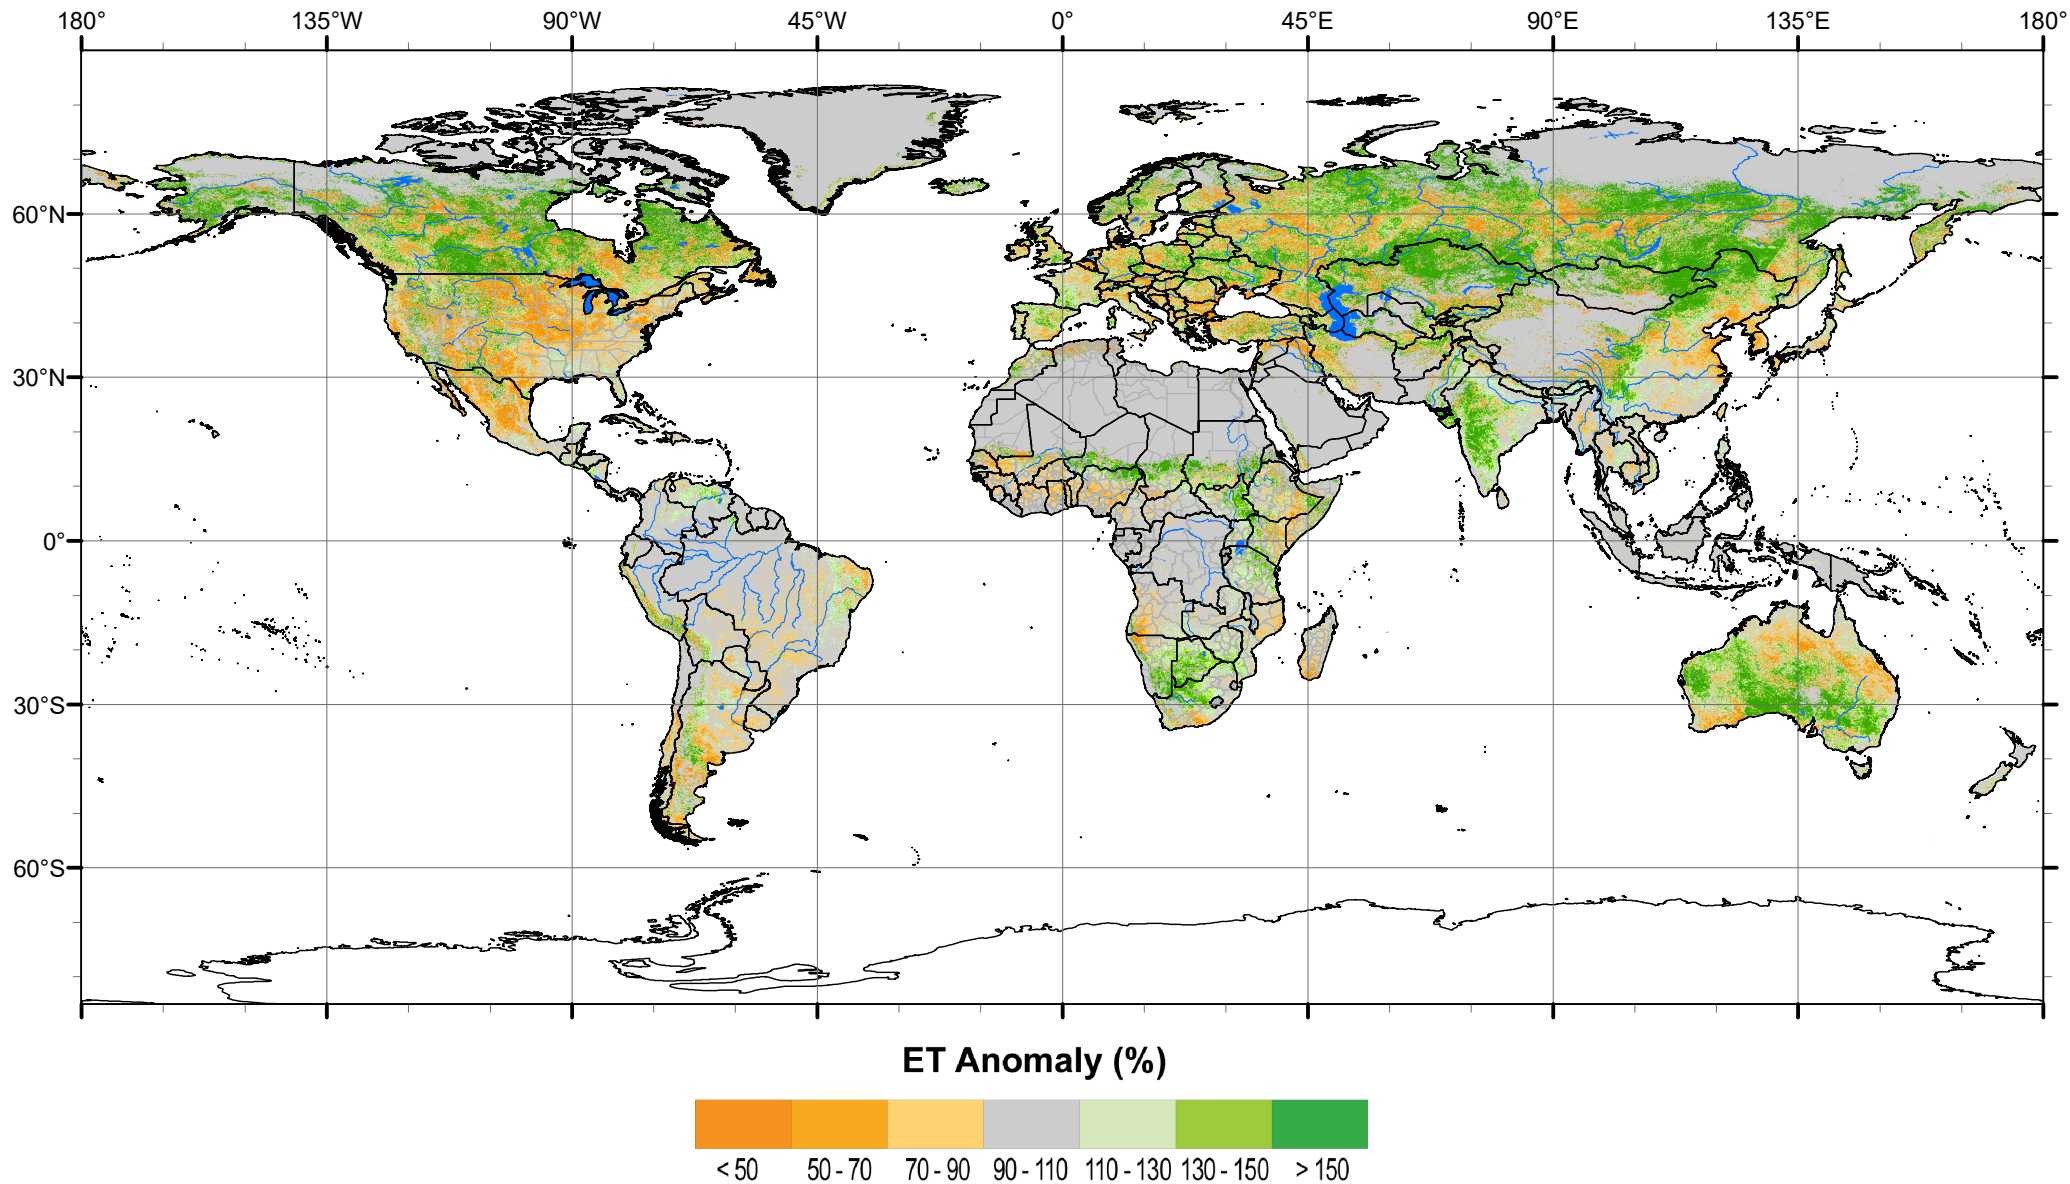 180° 135°W 90°W 45°W 0° 45°E 90°E 135°E 180°
60°N
30°N
0°
30°S
60°S
ET Anomaly (%)
< 50 50 - 70 70 - 90 90 - 110 110 - 130 130 - 150 > 150